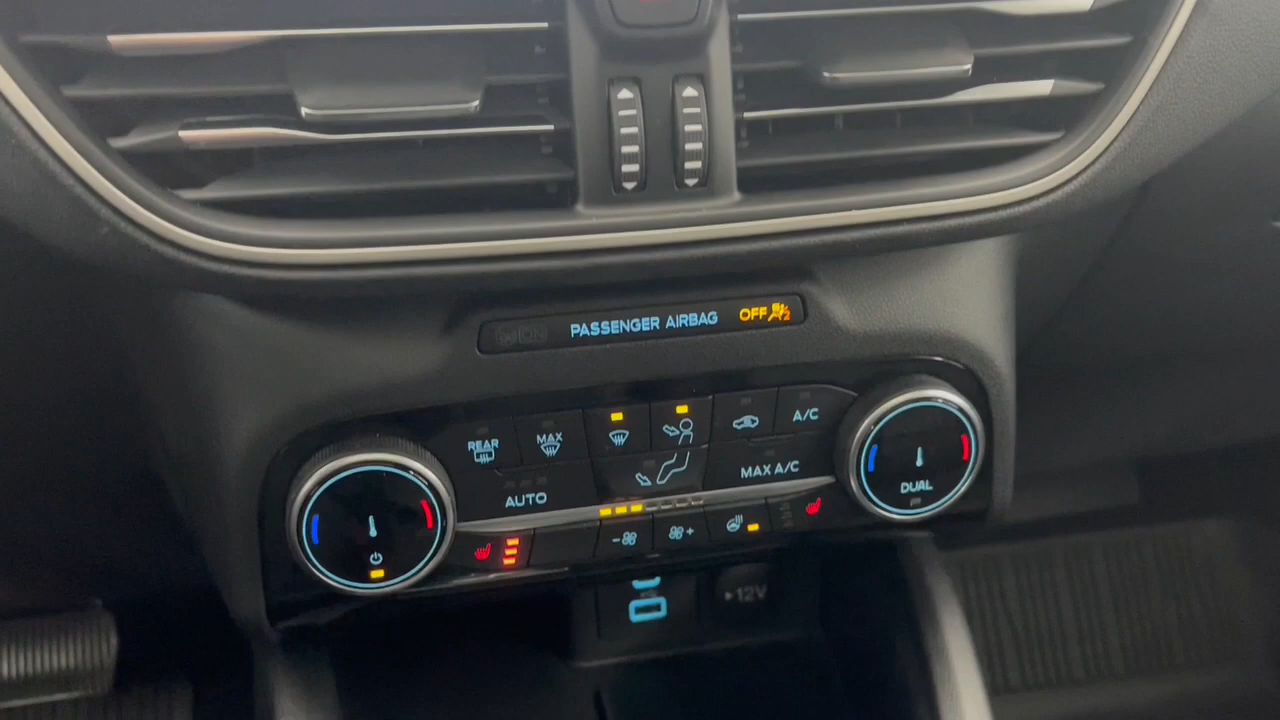 PASSENGER AIRBAG OFF
REAR MAX A/C
AUTO MAX A/C
DUAL
12V